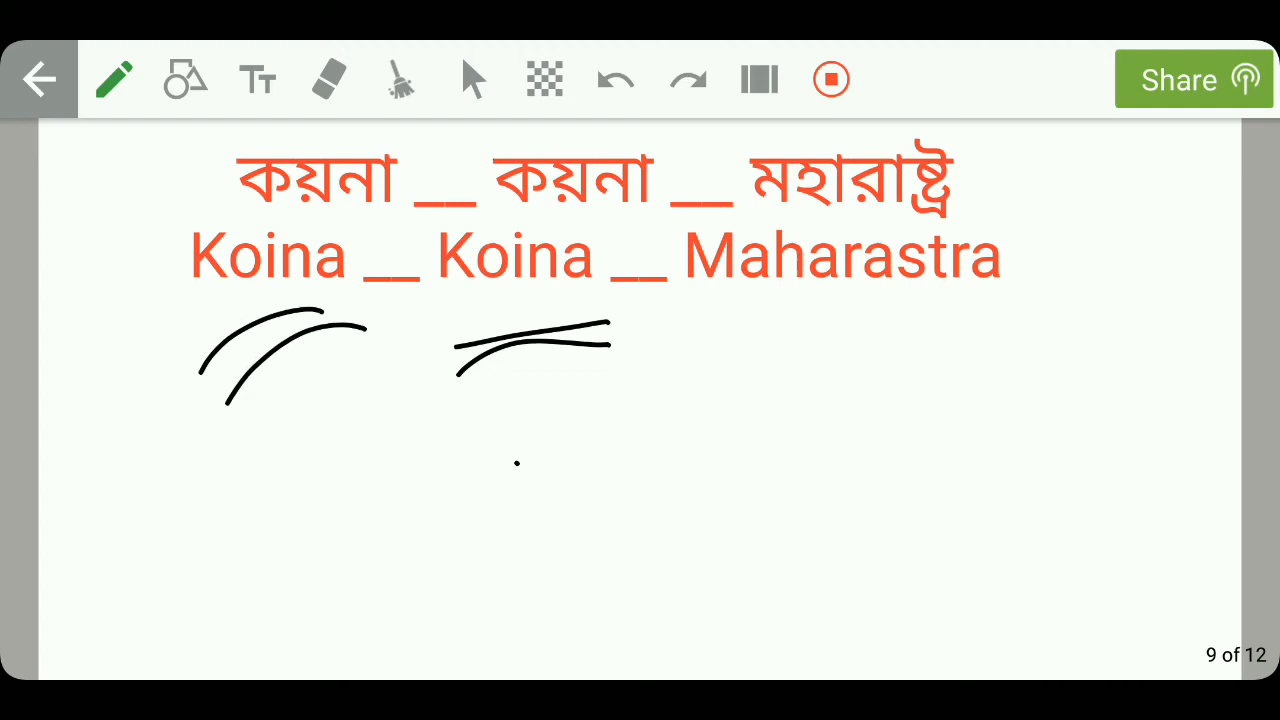 Share
কয়না __ কয়না __ মহারাষ্ট্র
Koina __ Koina __ Maharastra
9 of 12